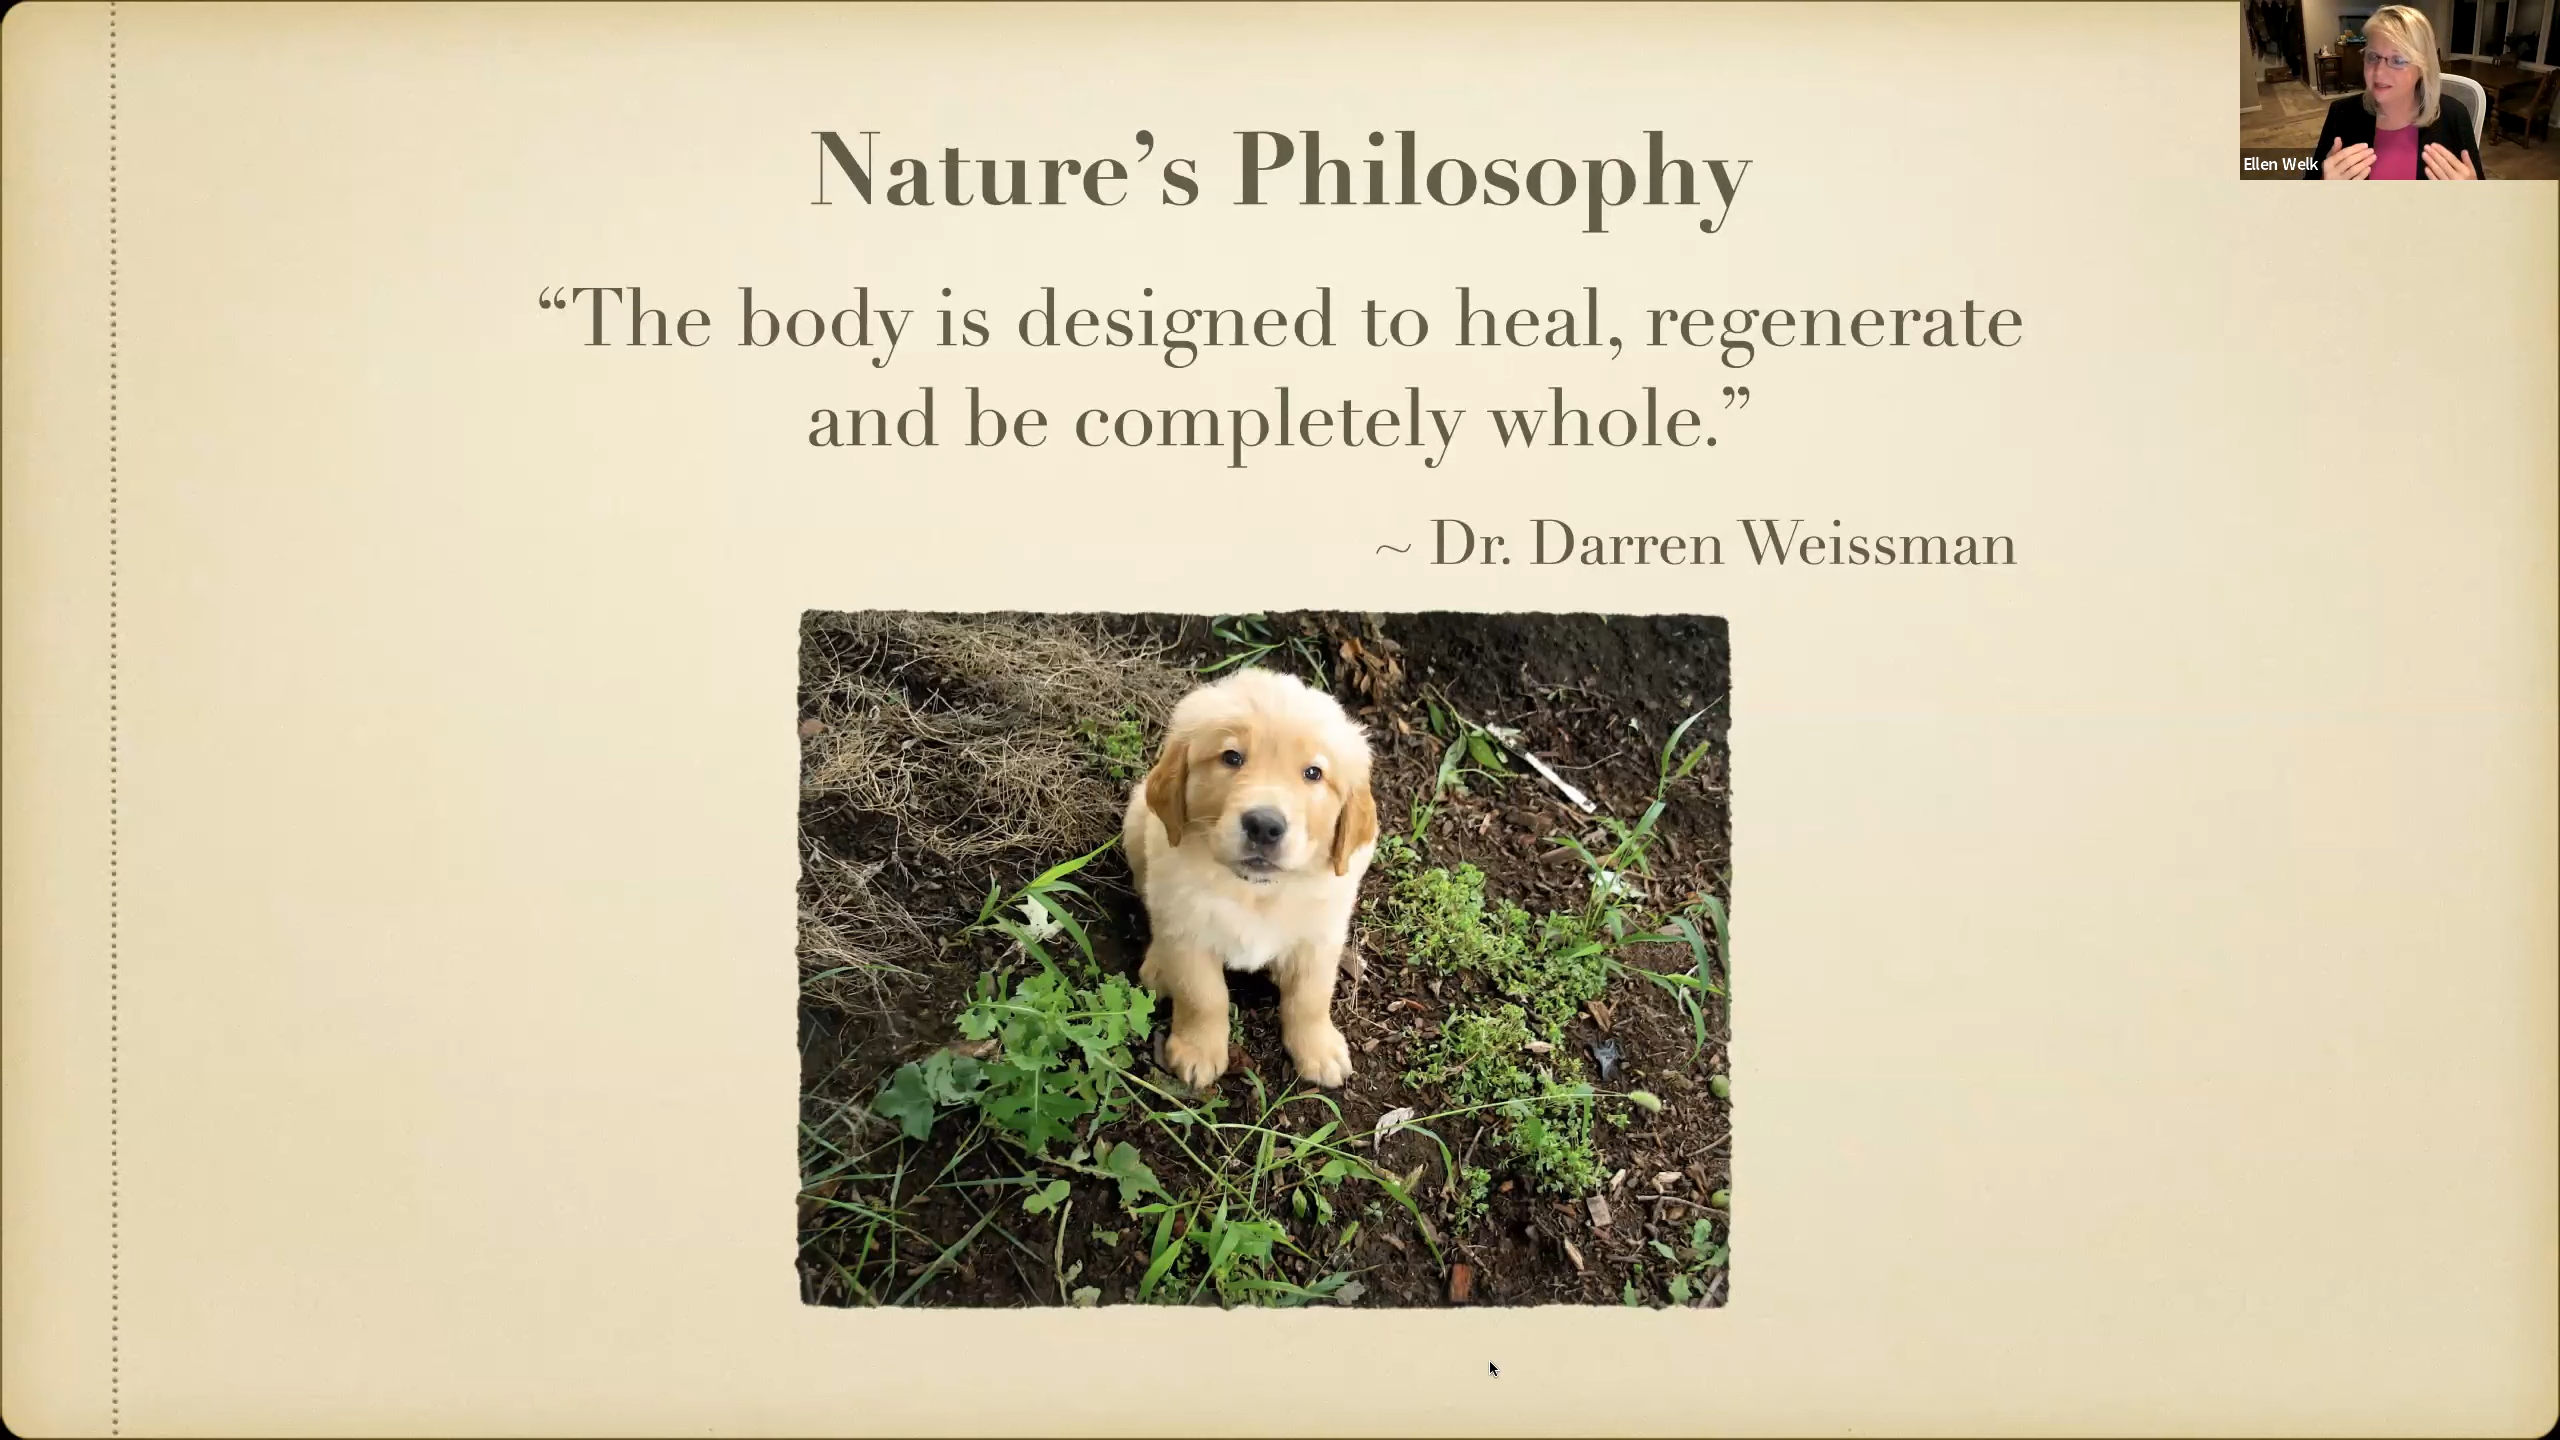 Nature’s Philosophy
“The body is designed to heal, regenerate
and be completely whole.”
~ Dr. Darren Weissman
Ellen Welk